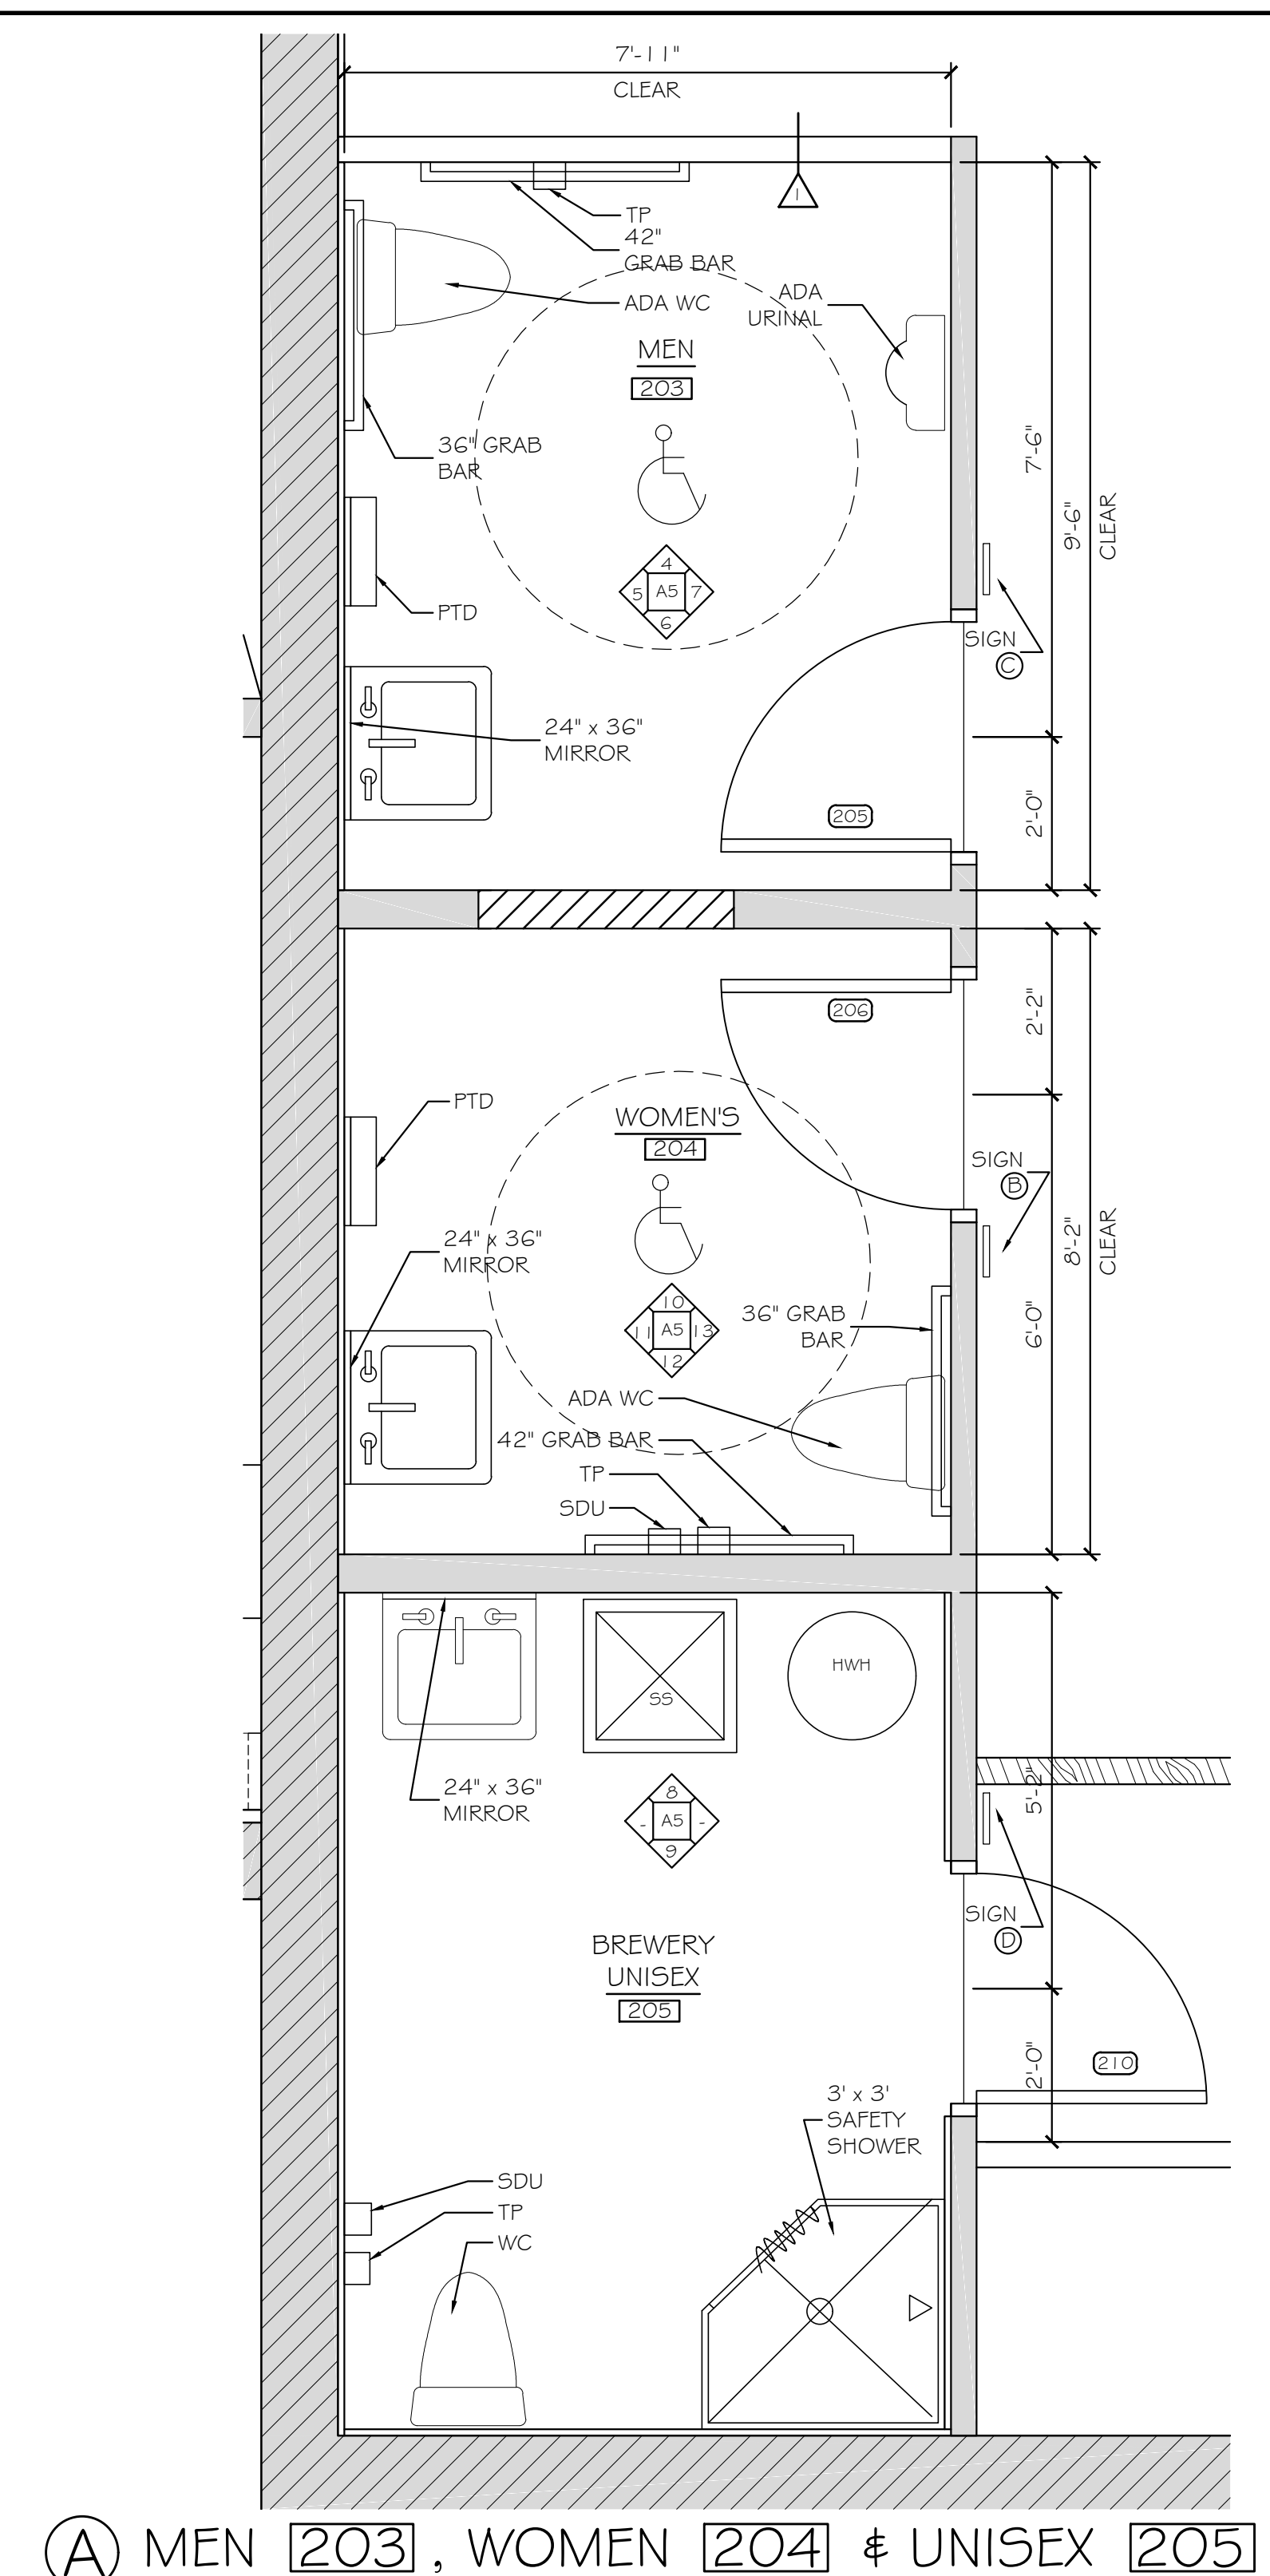 7'-11"
CLEAR
1
TP
42"
GRAB BAR
ADA WC
ADA
URINAL
MEN
203
36" GRAB
BAR
7'-6"
9'-6"
CLEAR
4
5 A5 7
6
PTD
SIGN
C
24" x 36"
MIRROR
205
2'-0"
206
2'-2"
PTD
WOMEN'S
204
SIGN
B
8'-2"
CLEAR
24" x 36"
MIRROR
10
11 A5 13
12
36" GRAB
BAR
6'-0"
ADA WC
42" GRAB BAR
TP
SDU
HWH
SS
24" x 36"
MIRROR
8
- A5 -
9
5'-2"
SIGN
D
BREWERY
UNISEX
205
2'-0"
210
3' x 3'
SAFETY
SHOWER
SDU
TP
WC
A MEN 203, WOMEN 204 & UNISEX 205